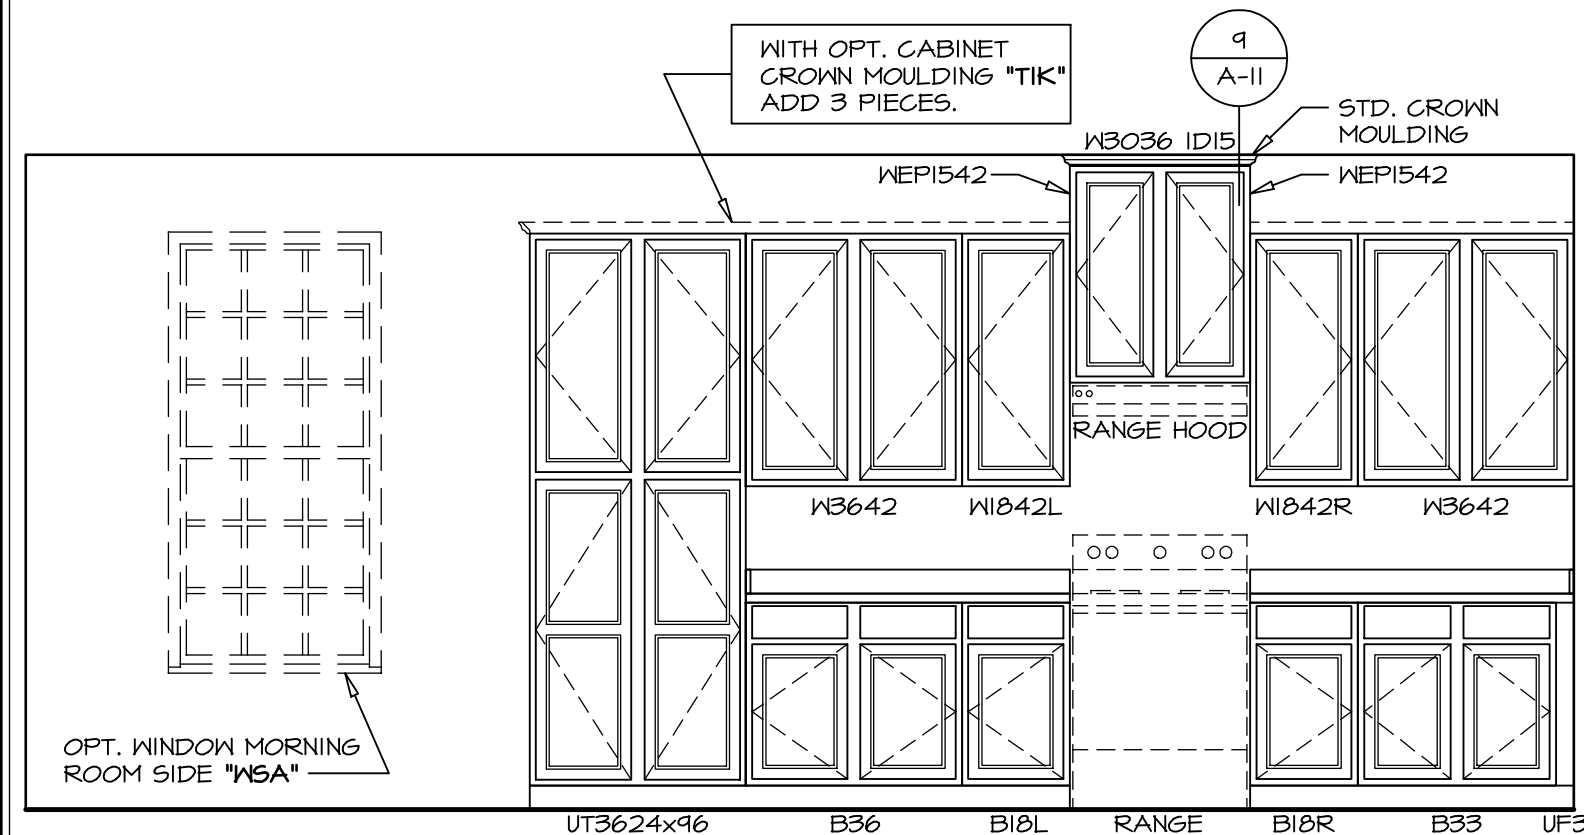 WITH OPT. CABINET
CROWN MOULDING "TIK"
ADD 3 PIECES.
9
A-11
STD. CROWN
MOULDING
W3036 1D15
WEP1542
WEP1542
RANGE HOOD
W3642
W1842L
W1842R
W3642
OPT. WINDOW MORNING
ROOM SIDE "WSA"
UT3624x96
B36
B18L
RANGE
B18R
B33
UF3